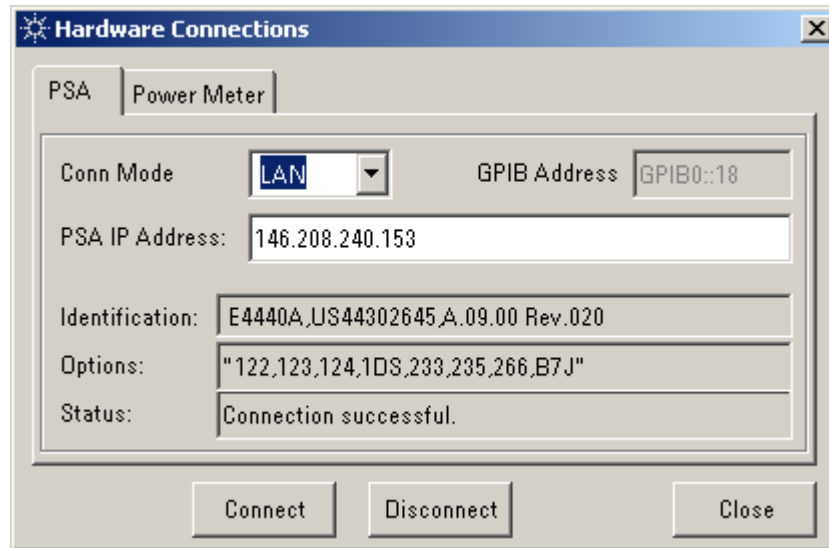 Hardware Connections
PSA
Power Meter
Conn Mode LAN GPIB Address GPIB0::18
PSA IP Address: 146.208.240.153
Identification: E4440A,US44302645,A.09.00 Rev.020
Options: "122,123,124,1DS,233,235,266,B7J"
Status: Connection successful.
Connect Disconnect Close